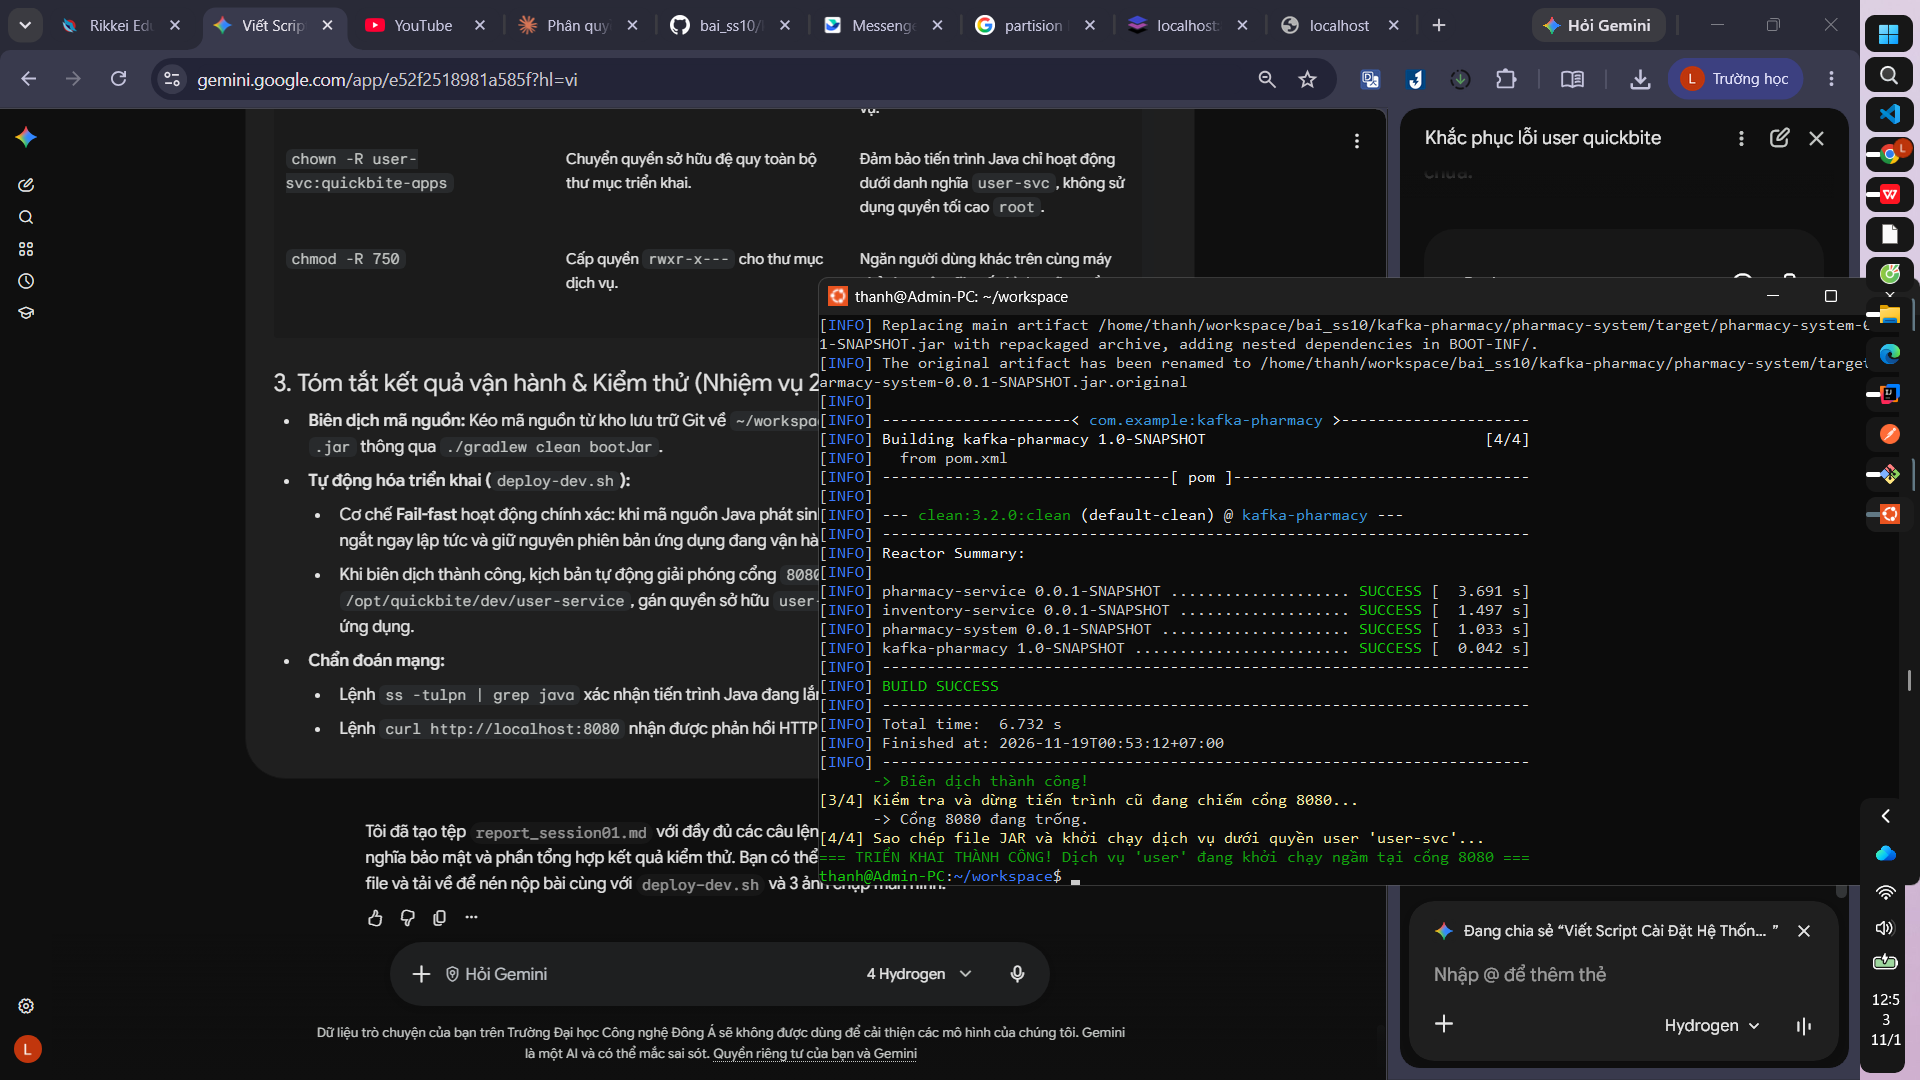 Rikkei Ed
Viết Scrip
YouTube
Phân quy
bai_ss10/
Messenge
partision
localhost:
localhost
Hỏi Gemini
gemini.google.com/app/e52f2518981a585f?hl=vi
L
Trường học
vụ.
chown -R user-svc:quickbite-apps
Chuyển quyền sở hữu đệ quy toàn bộ
thư mục triển khai.
Đảm bảo tiến trình Java chỉ hoạt động
dưới danh nghĩa user-svc, không sử
dụng quyền tối cao root.
chmod -R 750
Cấp quyền rwxr-x--- cho thư mục
dịch vụ.
Ngăn người dùng khác trên cùng máy
3. Tóm tắt kết quả vận hành & Kiểm thử (Nhiệm vụ 2
Biên dịch mã nguồn: Kéo mã nguồn từ kho lưu trữ Git về ~/workspa
.jar thông qua ./gradlew clean bootJar.
Tự động hóa triển khai (deploy-dev.sh):
Cơ chế Fail-fast hoạt động chính xác: khi mã nguồn Java phát sin
ngắt ngay lập tức và giữ nguyên phiên bản ứng dụng đang vận hà
Khi biên dịch thành công, kịch bản tự động giải phóng cổng 8080
/opt/quickbite/dev/user-service, gán quyền sở hữu user-
ứng dụng.
Chẩn đoán mạng:
Lệnh ss -tulpn | grep java xác nhận tiến trình Java đang lắ
Lệnh curl http://localhost:8080 nhận được phản hồi HTTP
Tôi đã tạo tệp report_session01.md với đầy đủ các câu lện
nghĩa bảo mật và phần tổng hợp kết quả kiểm thử. Bạn có thể
file và tải về để nén nộp bài cùng với deploy-dev.sh và 3 ảnh chụp màn hình.
Hỏi Gemini
4 Hydrogen
Dữ liệu trò chuyện của bạn trên Trường Đại học Công nghệ Đông Á sẽ không được dùng để cải thiện các mô hình của chúng tôi. Gemini
là một AI và có thể mắc sai sót. Quyền riêng tư của bạn và Gemini
L
Khắc phục lỗi user quickbite
chưa.
thanh@Admin-PC: ~/workspace
[INFO] Replacing main artifact /home/thanh/workspace/bai_ss10/kafka-pharmacy/pharmacy-system/target/pharmacy-system-0
1-SNAPSHOT.jar with repackaged archive, adding nested dependencies in BOOT-INF/.
[INFO] The original artifact has been renamed to /home/thanh/workspace/bai_ss10/kafka-pharmacy/pharmacy-system/target
armacy-system-0.0.1-SNAPSHOT.jar.original
[INFO]
[INFO] ---------------------< com.example:kafka-pharmacy >---------------------
[INFO] Building kafka-pharmacy 1.0-SNAPSHOT [4/4]
[INFO]   from pom.xml
[INFO] --------------------------------[ pom ]---------------------------------
[INFO]
[INFO] --- clean:3.2.0:clean (default-clean) @ kafka-pharmacy ---
[INFO] ------------------------------------------------------------------------
[INFO] Reactor Summary:
[INFO]
[INFO] pharmacy-service 0.0.1-SNAPSHOT .................... SUCCESS [  3.691 s]
[INFO] inventory-service 0.0.1-SNAPSHOT ................... SUCCESS [  1.497 s]
[INFO] pharmacy-system 0.0.1-SNAPSHOT ..................... SUCCESS [  1.033 s]
[INFO] kafka-pharmacy 1.0-SNAPSHOT ........................ SUCCESS [  0.042 s]
[INFO] ------------------------------------------------------------------------
[INFO] BUILD SUCCESS
[INFO] ------------------------------------------------------------------------
[INFO] Total time:  6.732 s
[INFO] Finished at: 2026-11-19T00:53:12+07:00
[INFO] ------------------------------------------------------------------------
-> Biên dịch thành công!
[3/4] Kiểm tra và dừng tiến trình cũ đang chiếm cổng 8080...
-> Cổng 8080 đang trống.
[4/4] Sao chép file JAR và khởi chạy dịch vụ dưới quyền user 'user-svc'...
=== TRIỂN KHAI THÀNH CÔNG! Dịch vụ 'user' đang khởi chạy ngầm tại cổng 8080 ===
thanh@Admin-PC:~/workspace$
Đang chia sẻ “Viết Script Cài Đặt Hệ Thốn... ”
Nhập @ để thêm thẻ
Hydrogen
12:5
3
11/1